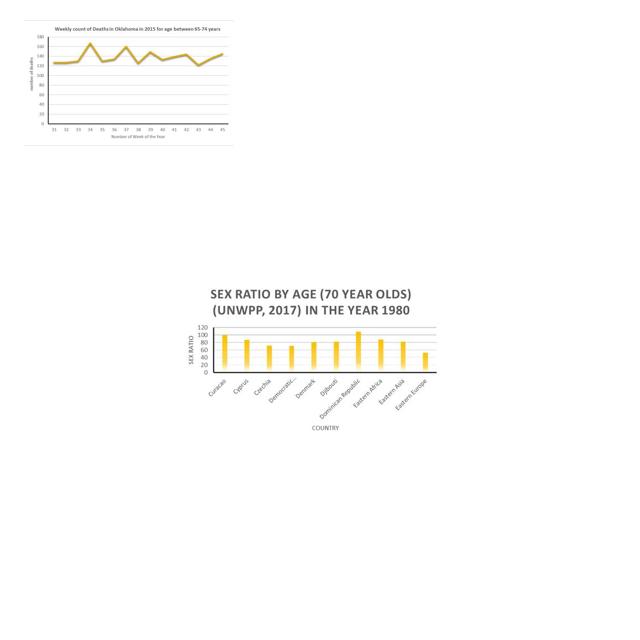 Weekly count of Deaths in Oklahoma in 2015 for age between 65-74 years
number of deaths
180
160
140
120
100
80
60
40
20
0
31 32 33 34 35 36 37 38 39 40 41 42 43 44 45
Number of Week of the Year
SEX RATIO BY AGE (70 YEAR OLDS)
(UNWPP, 2017) IN THE YEAR 1980
SEX RATIO
120
100
80
60
40
20
0
Curacao Cyprus Czechia Democratic... Denmark Djibouti Dominican Republic Eastern Africa Eastern Asia Eastern Europe
COUNTRY